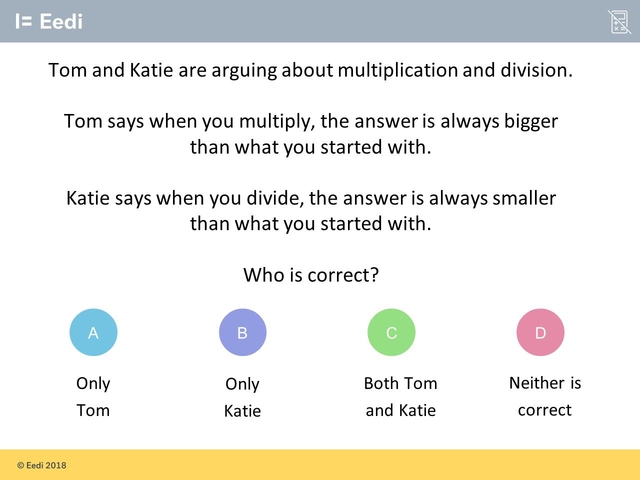 Eedi
Tom and Katie are arguing about multiplication and division.
Tom says when you multiply, the answer is always bigger
than what you started with.
Katie says when you divide, the answer is always smaller
than what you started with.
Who is correct?
A B C D
Only Only Both Tom Neither is
Tom Katie and Katie correct
© Eedi 2018